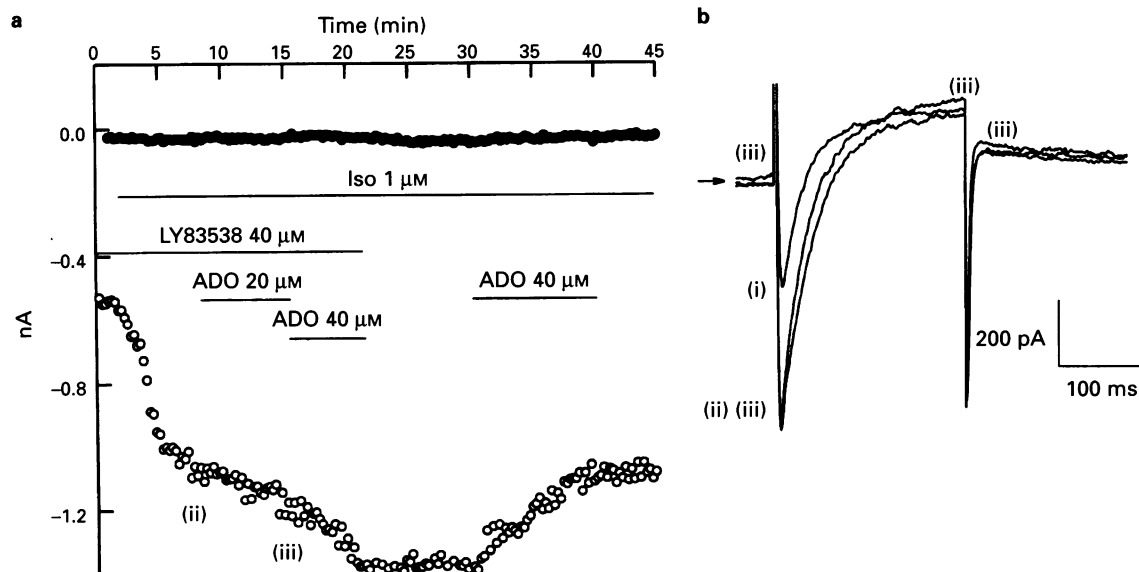 a
Time (min)
0 5 10 15 20 25 30 35 40 45
0.0
Iso 1 μM
LY83538 40 μM
−0.4
ADO 20 μM
ADO 40 μM
ADO 40 μM
nA
−0.8
−1.2
(ii)
(iii)
b
(iii)
(iii)
(iii)
(i)
(ii) (iii)
200 pA
100 ms